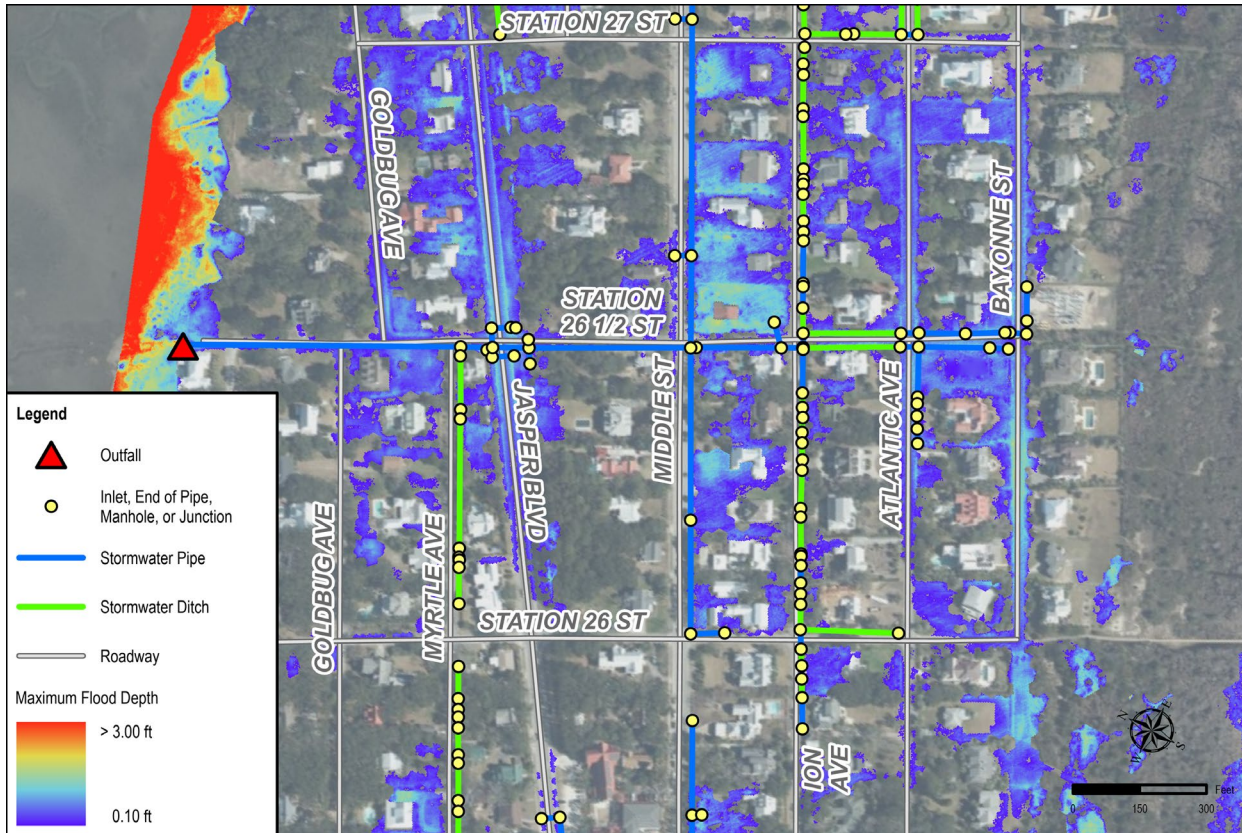 STATION 27 ST
GOLDBUG AVE
BAYONNE ST
STATION
26 1/2 ST
JASPER BLVD
MIDDLE ST
ATLANTIC AVE
GOLDBUG AVE
MYRTLE AVE
STATION 26 ST
ION
AVE
Legend
Outfall
Inlet, End of Pipe,
Manhole, or Junction
Stormwater Pipe
Stormwater Ditch
Roadway
Maximum Flood Depth
> 3.00 ft
0.10 ft
N
E
W
S
Feet
0 150 300